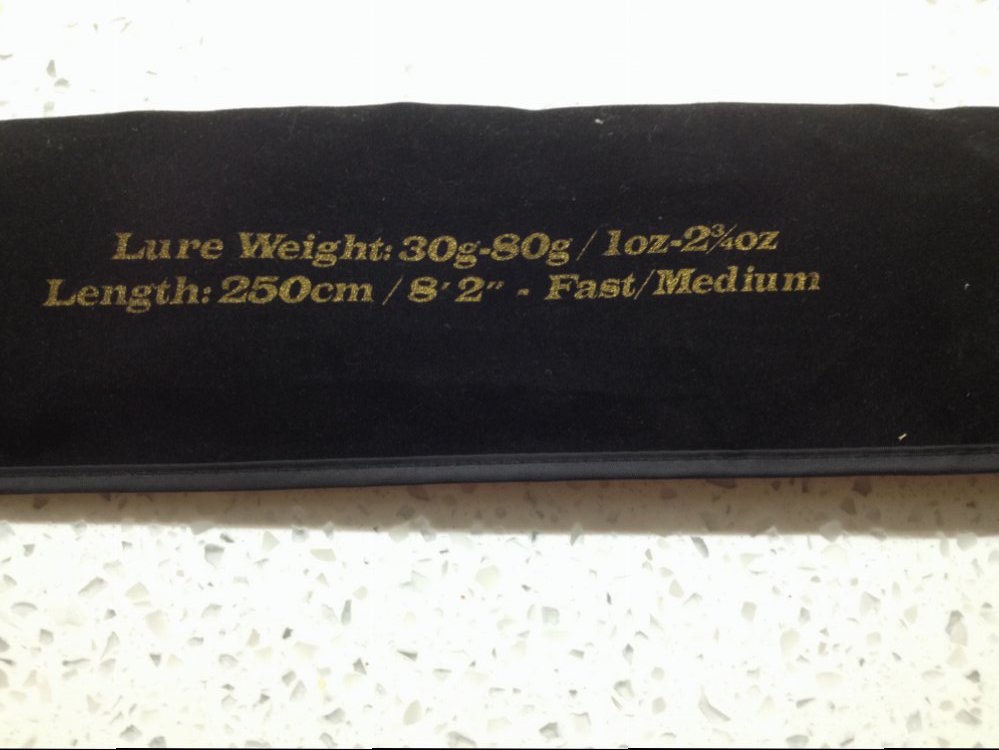 Lure Weight: 30g-80g / 1oz-2¾oz
Length: 250cm / 8' 2" - Fast/Medium